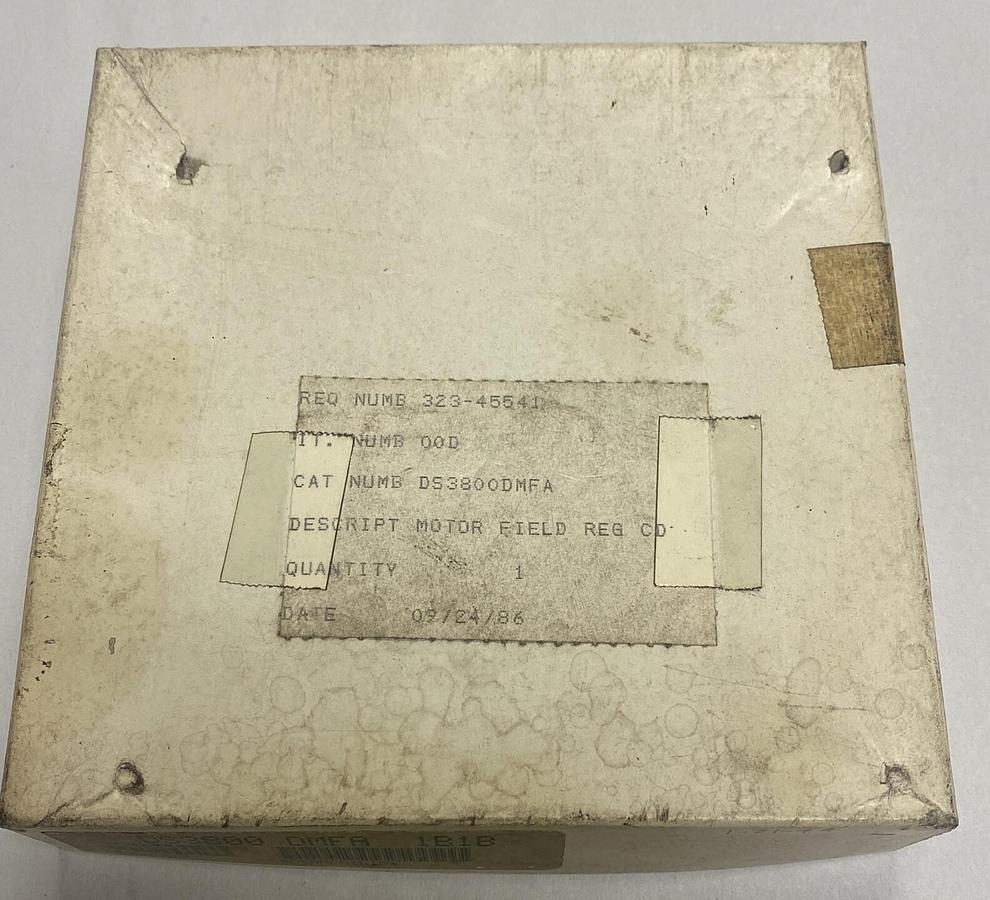 REQ NUMB 323-45541
IT. NUMB 00D
CAT NUMB DS3800DMFA
DESCRIPT MOTOR FIELD REG CD
QUANTITY 1
DATE 09/24/86
DS3800 DMFA 1B1B